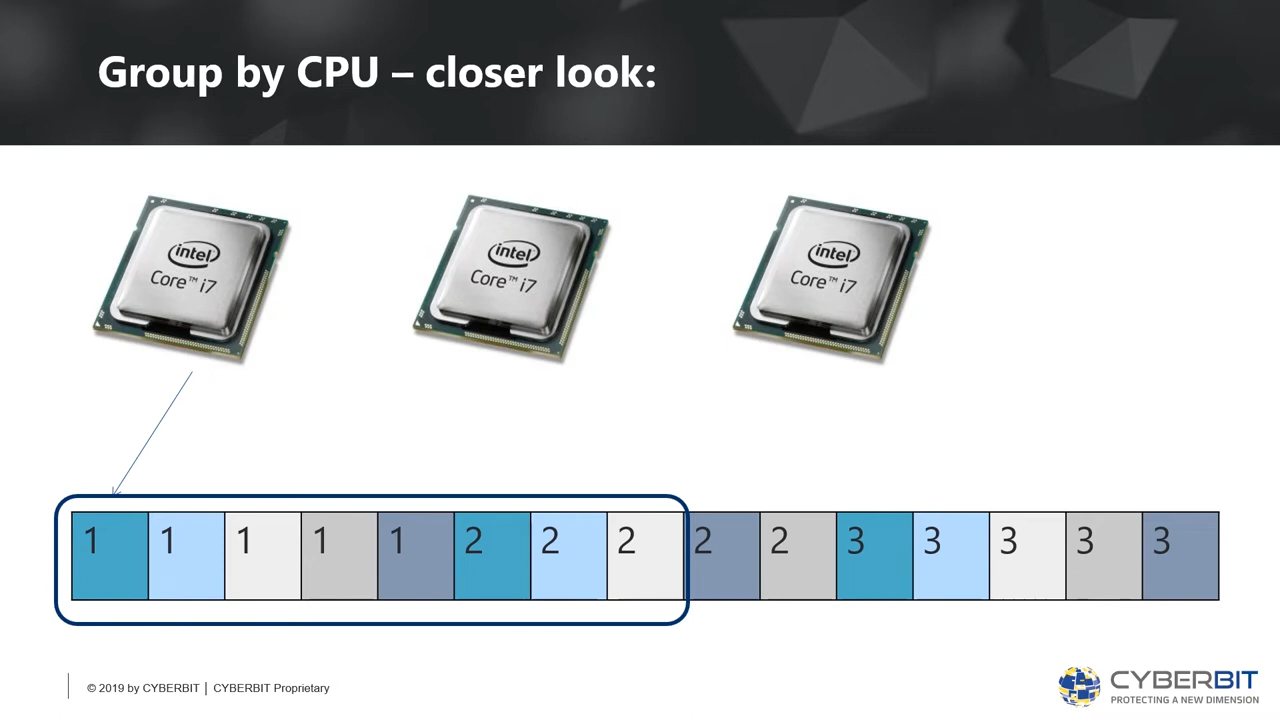 Group by CPU – closer look:
intel
Core™ i7
intel
Core™ i7
intel
Core™ i7
1 1 1 1 1 2 2 2 2 2 3 3 3 3 3
© 2019 by CYBERBIT | CYBERBIT Proprietary
CYBERBIT
PROTECTING A NEW DIMENSION